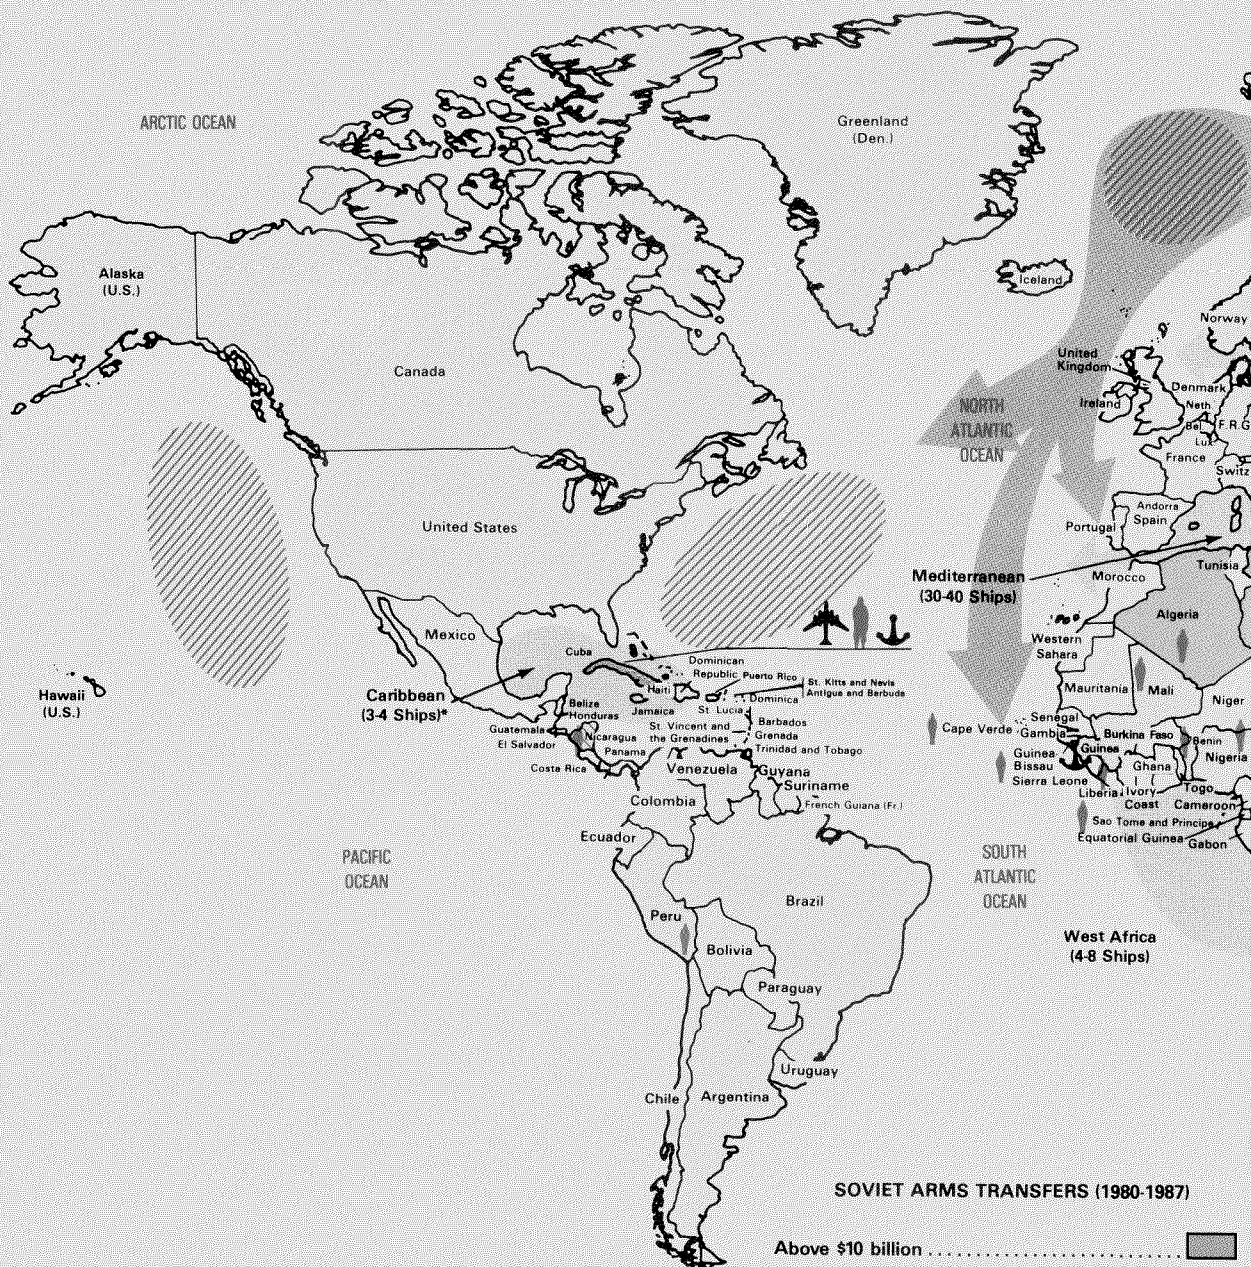 ARCTIC OCEAN
Greenland
(Den.)
Alaska
(U.S.)
Iceland
Norway
United
Kingdom
Canada
Denmark
Ireland
Neth
NORTH
ATLANTIC
OCEAN
Bel
F.R.G
Lux
France
Switz
United States
Andorra
Spain
Portugal
Tunisia
Mediterranean
(30-40 Ships)
Morocco
Algeria
Mexico
Western
Sahara
Cuba
Dominican
Republic
Puerto Rico
St. Kitts and Nevis
Antigua and Barbuda
Haiti
Dominica
Hawaii
(U.S.)
Caribbean
(3-4 Ships)*
Mauritania
Mali
Niger
Belize
Honduras
Jamaica
St Lucia
Barbados
Guatemala
Nicaragua
St Vincent and
the Grenadines
Grenada
El Salvador
Panama
Trinidad and Tobago
Costa Rica
Cape Verde
Senegal
Gambia
Burkina Faso
Benin
Guinea
Guinea-
Bissau
Nigeria
Sierra Leone
Ghana
Venezuela
Guyana
Suriname
Liberia
Ivory
Coast
Togo
Cameroon
Colombia
French Guiana (Fr.)
Sao Tome and Principe
Equatorial Guinea
Gabon
Ecuador
PACIFIC
OCEAN
SOUTH
ATLANTIC
OCEAN
Brazil
Peru
Bolivia
West Africa
(4-8 Ships)
Paraguay
Uruguay
Chile
Argentina
SOVIET ARMS TRANSFERS (1980-1987)
Above $10 billion